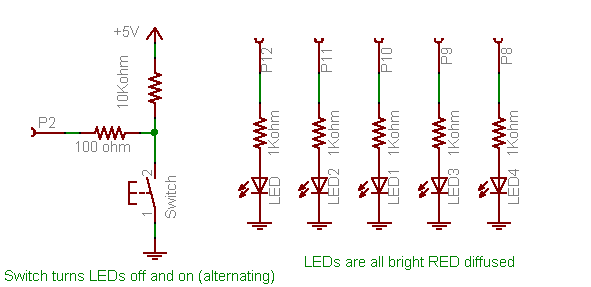 +5V
10Kohm
P2
100 ohm
2
1
Switch
P12
1Kohm
LED
P11
1Kohm
LED2
P10
1Kohm
LED1
P9
1Kohm
LED3
P8
1Kohm
LED4
Switch turns LEDs off and on (alternating)
LEDs are all bright RED diffused